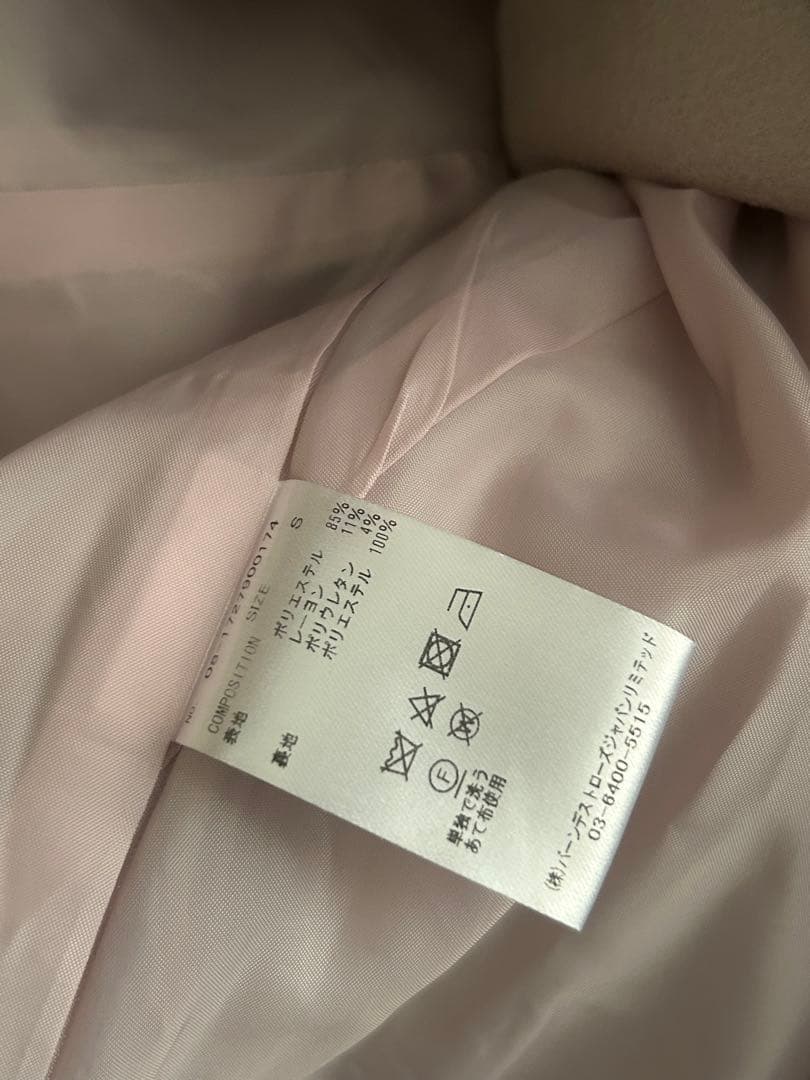 No 08-1727900174
COMPOSITION SIZE S
表地 ポリエステル 85%
レーヨン 11%
ポリウレタン 4%
裏地 ポリエステル 100%
F
単独で洗う
あて布使用
(株)バーンデストローズジャパンリミテッド
03-6400-5515